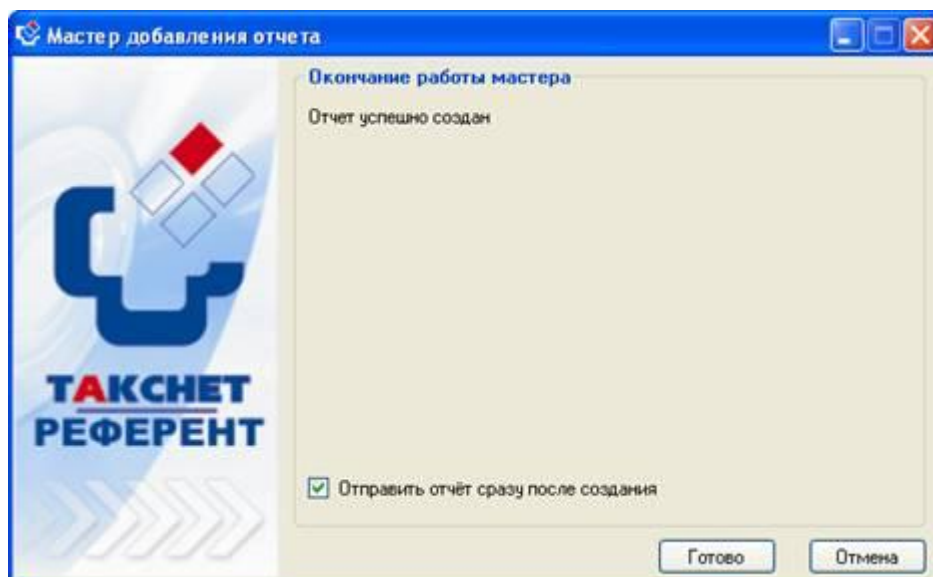 Мастер добавления отчета
Окончание работы мастера
Отчет успешно создан
ТАКСНЕТ
РЕФЕРЕНТ
Отправить отчёт сразу после создания
Готово
Отмена